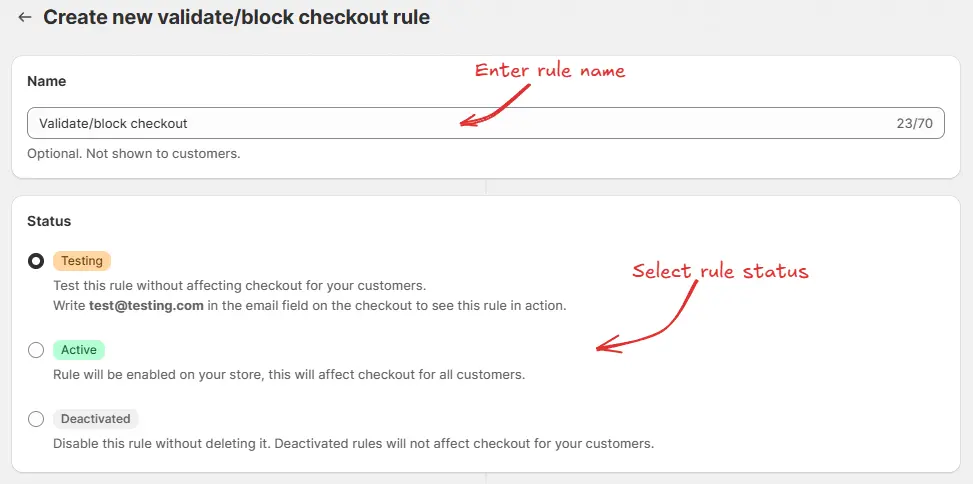 ← Create new validate/block checkout rule
Enter rule name
Name
Validate/block checkout 23/70
Optional. Not shown to customers.
Status
Testing
Select rule status
Test this rule without affecting checkout for your customers.
Write test@testing.com in the email field on the checkout to see this rule in action.
Active
Rule will be enabled on your store, this will affect checkout for all customers.
Deactivated
Disable this rule without deleting it. Deactivated rules will not affect checkout for your customers.